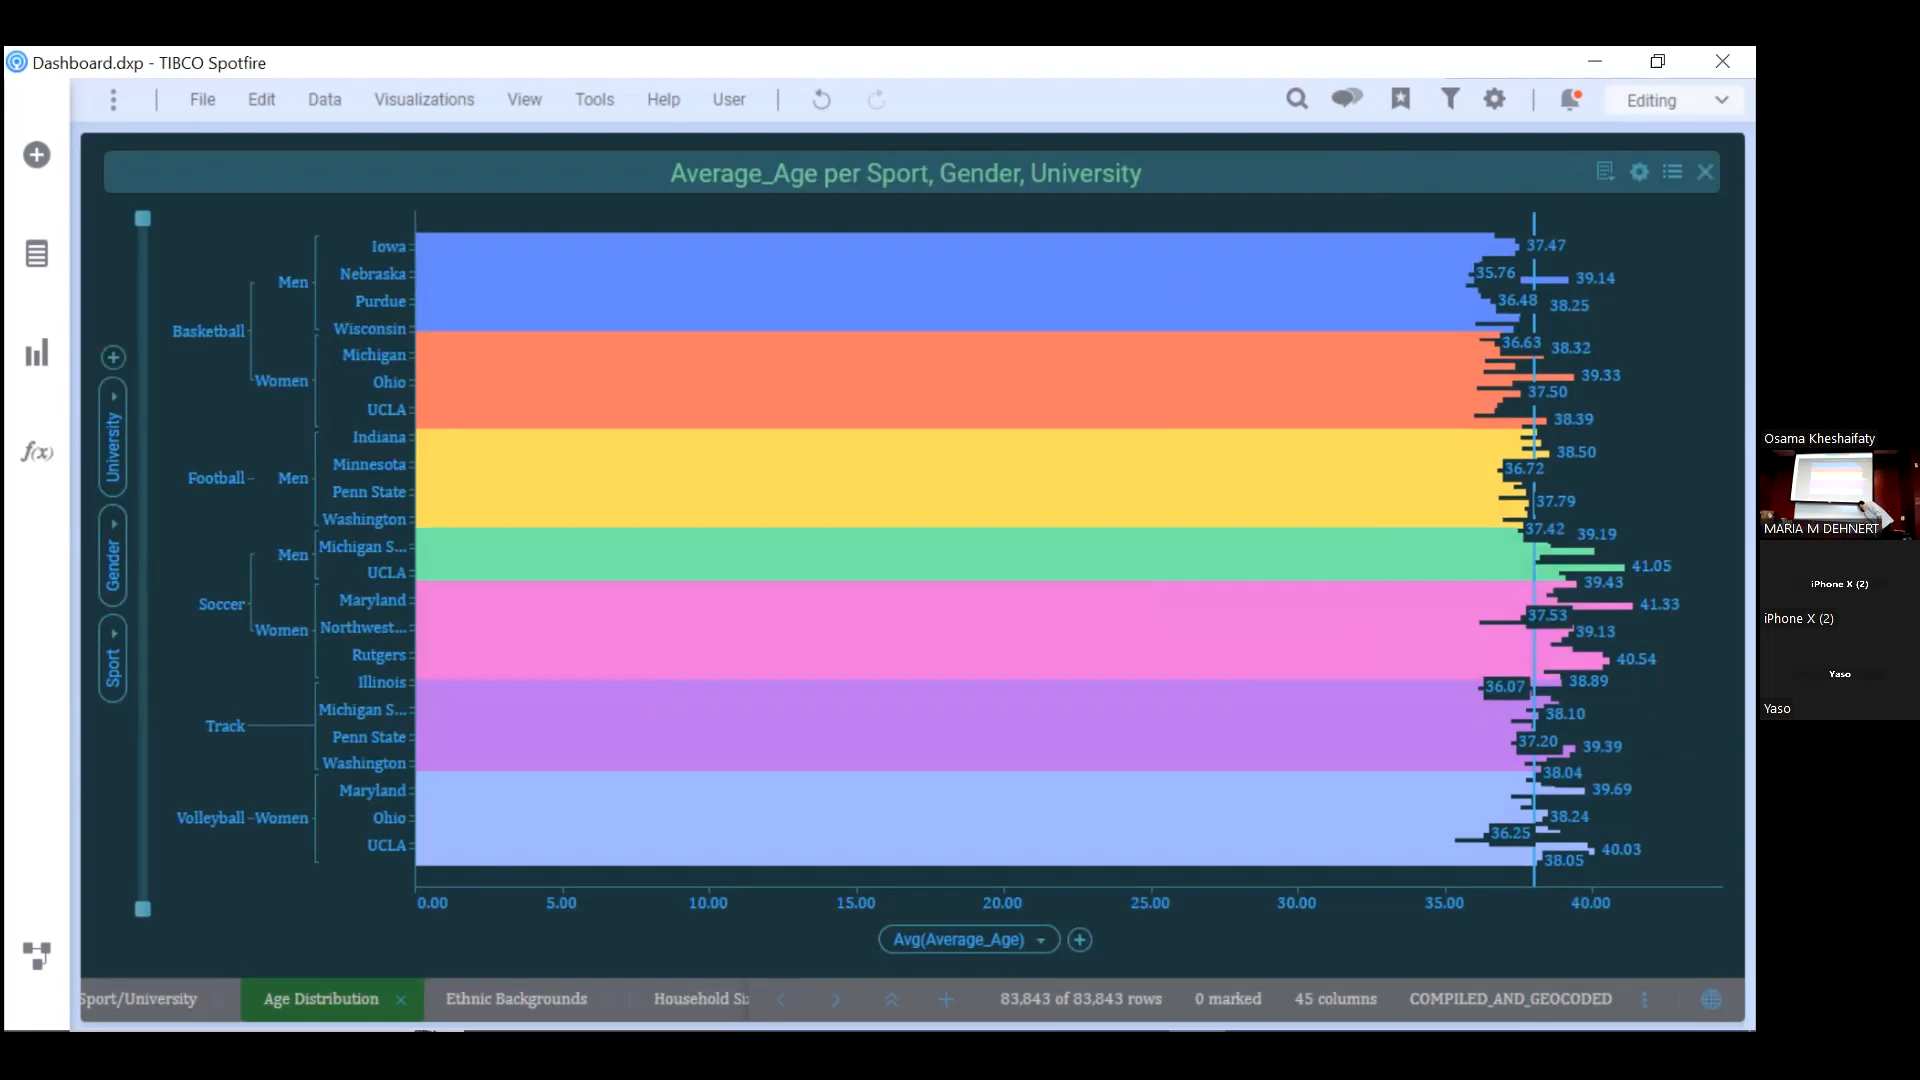 Dashboard.dxp - TIBCO Spotfire
File Edit Data Visualizations View Tools Help User Editing
Average_Age per Sport, Gender, University
Iowa 37.47
Nebraska 35.76 39.14
Men
Purdue 36.48 38.25
Basketball
Wisconsin 36.63
Michigan 38.32
Women
Ohio 39.33
37.50
UCLA 38.39
Indiana 38.50
Minnesota 36.72
Football Men
Penn State 37.79
Washington 37.42
39.19
Men Michigan S...
UCLA 41.05
39.43
Soccer Maryland 41.33
37.53
Women Northwest... 39.13
Rutgers 40.54
Illinois 38.89
36.07
Michigan S... 38.10
Track
Penn State 37.20 39.39
Washington 38.04
Maryland 39.69
Volleyball Women Ohio 38.24
36.25
UCLA 40.03
38.05
University
Gender
Sport
0.00 5.00 10.00 15.00 20.00 25.00 30.00 35.00 40.00
Avg(Average_Age)
Sport/University Age Distribution Ethnic Backgrounds Household 83,843 of 83,843 rows 0 marked 45 columns COMPILED_AND_GEOCODED
f(x)
Osama Kheshaifaty
MARIA M DEHNERT
iPhone X (2)
iPhone X (2)
Yaso
Yaso